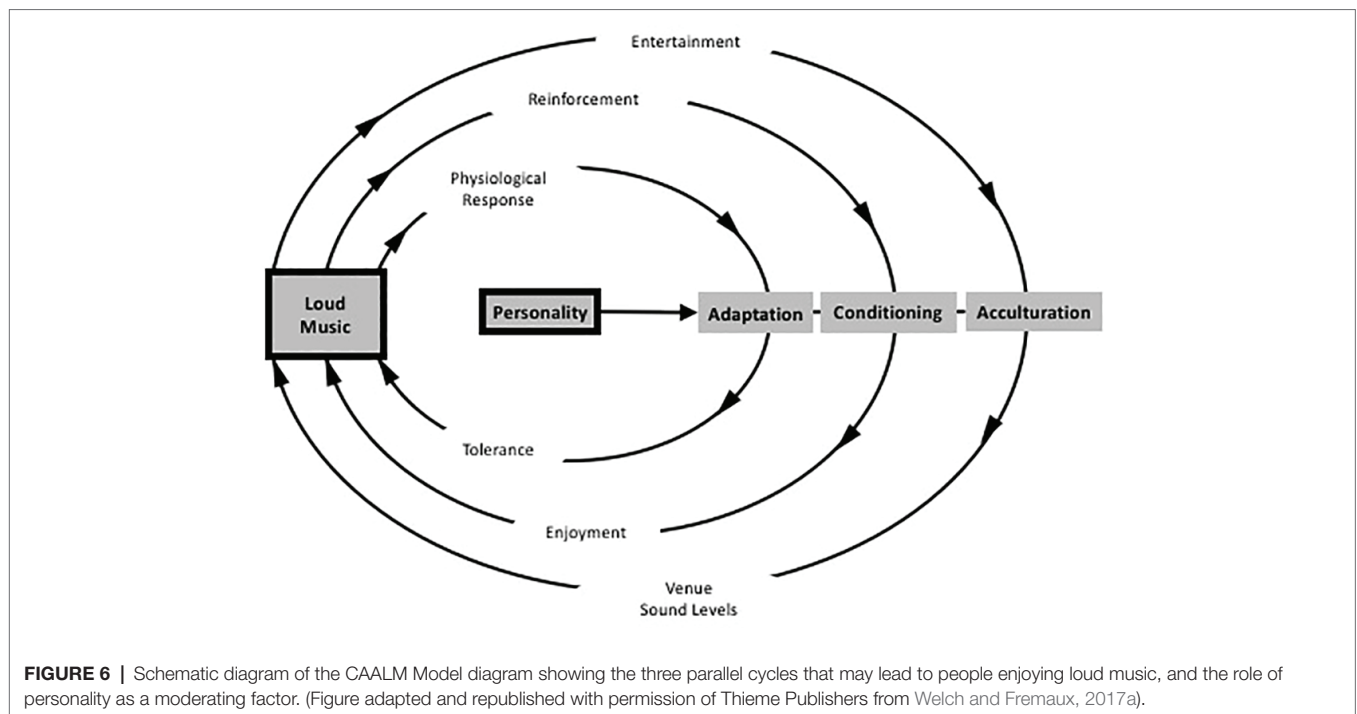 Entertainment
Reinforcement
Physiological
Response
Loud
Music
Personality
Adaptation
Conditioning
Acculturation
Tolerance
Enjoyment
Venue
Sound Levels
FIGURE 6 | Schematic diagram of the CAALM Model diagram showing the three parallel cycles that may lead to people enjoying loud music, and the role of
personality as a moderating factor. (Figure adapted and republished with permission of Thieme Publishers from Welch and Fremaux, 2017a).